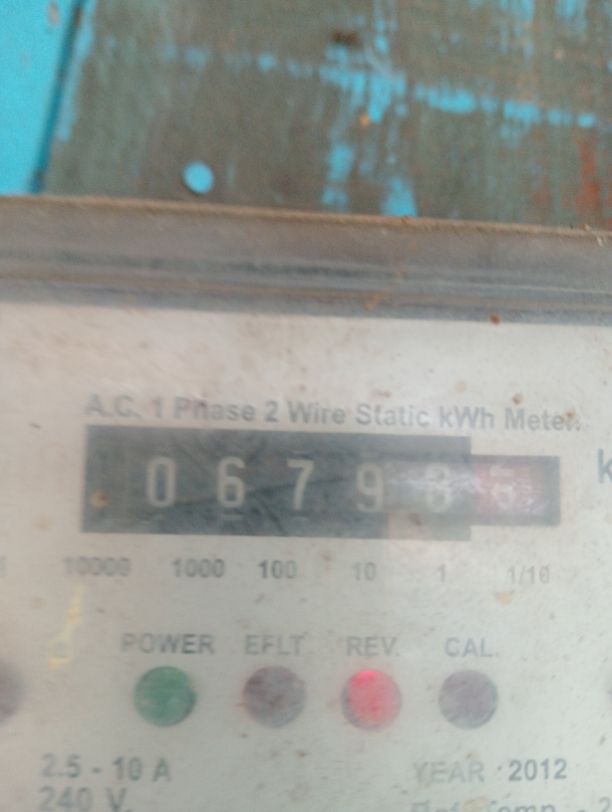 A.C. 1 Phase 2 Wire Static kWh Meter.
0 6 7 9 8
k
10000 1000 100 10 1 1/10
POWER EFLT REV. CAL.
2.5 - 10 A YEAR : 2012
240 V.